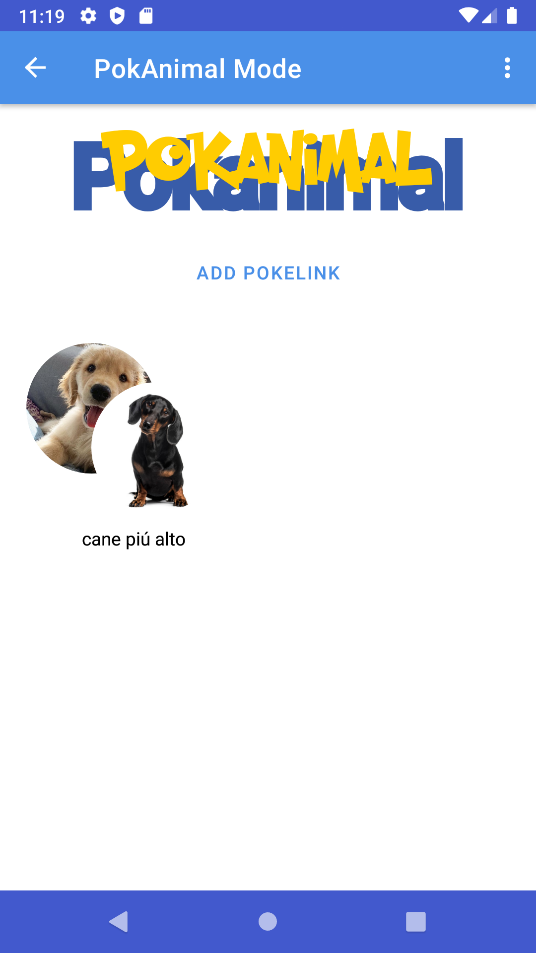 11:19
PokAnimal Mode
POKANiMAL
Pokanimal
ADD POKELINK
cane piú alto